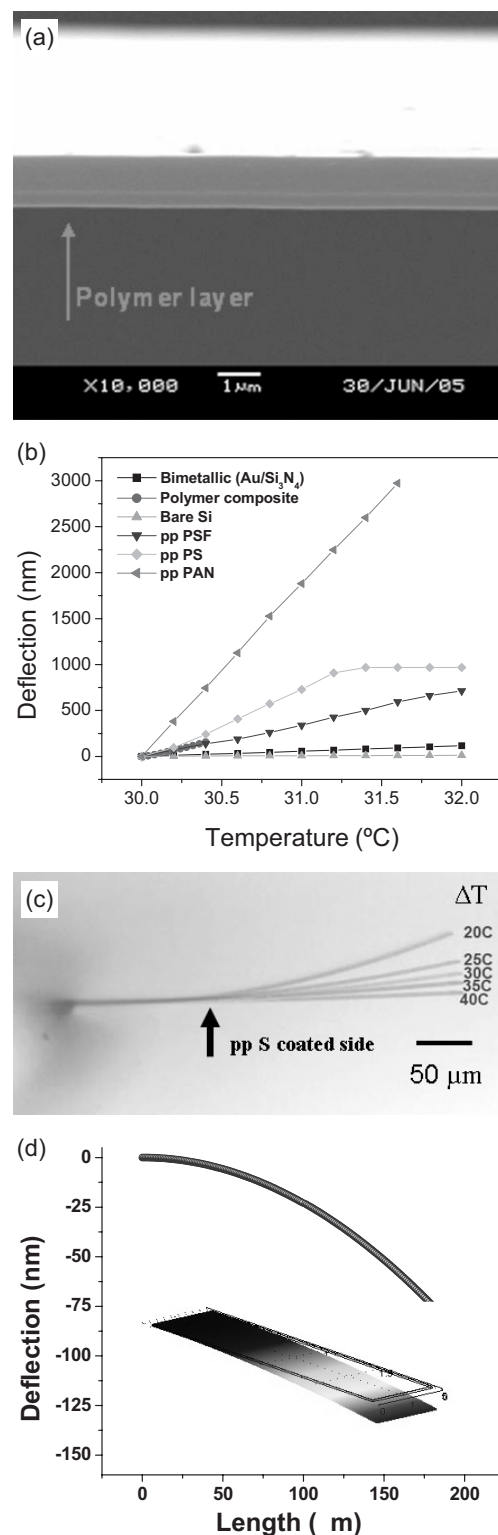 (a)
Polymer layer
X10,000 1μm 30/JUN/05
(b)
3000
2500
2000
1500
1000
500
0
Deflection (nm)
Bimetallic (Au/Si₃N₄)
Polymer composite
Bare Si
pp PSF
pp PS
pp PAN
30.0 30.5 31.0 31.5 32.0
Temperature (ºC)
(c)
ΔT
20C
25C
30C
35C
40C
pp S coated side
50 μm
(d)
0
-25
-50
-75
-100
-125
-150
Deflection (nm)
0 50 100 150 200
Length ( m)